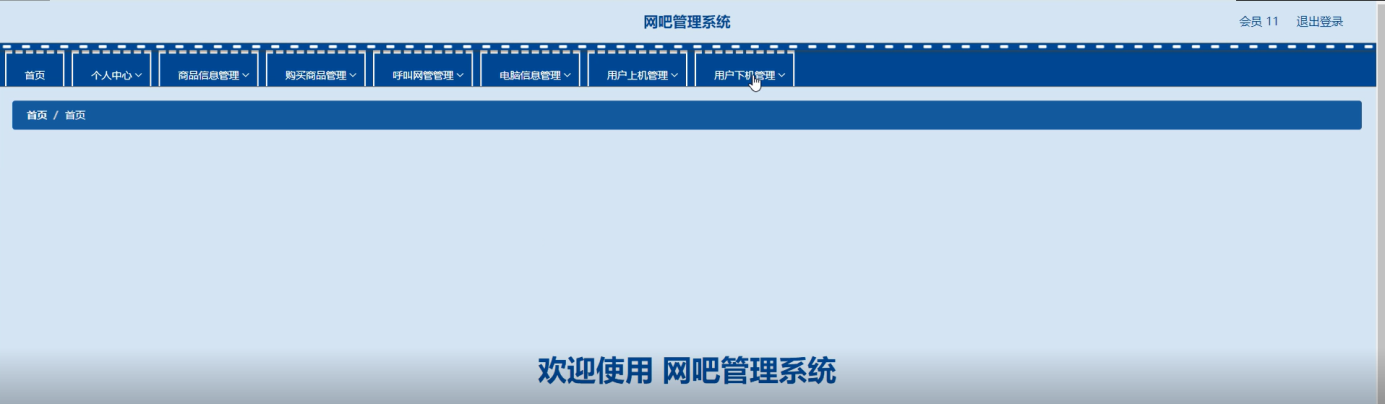 网吧管理系统
会员 11 退出登录
首页 个人中心 商品信息管理 购买商品管理 呼叫网管管理 电脑信息管理 用户上机管理 用户下机管理
首页 / 首页
欢迎使用 网吧管理系统